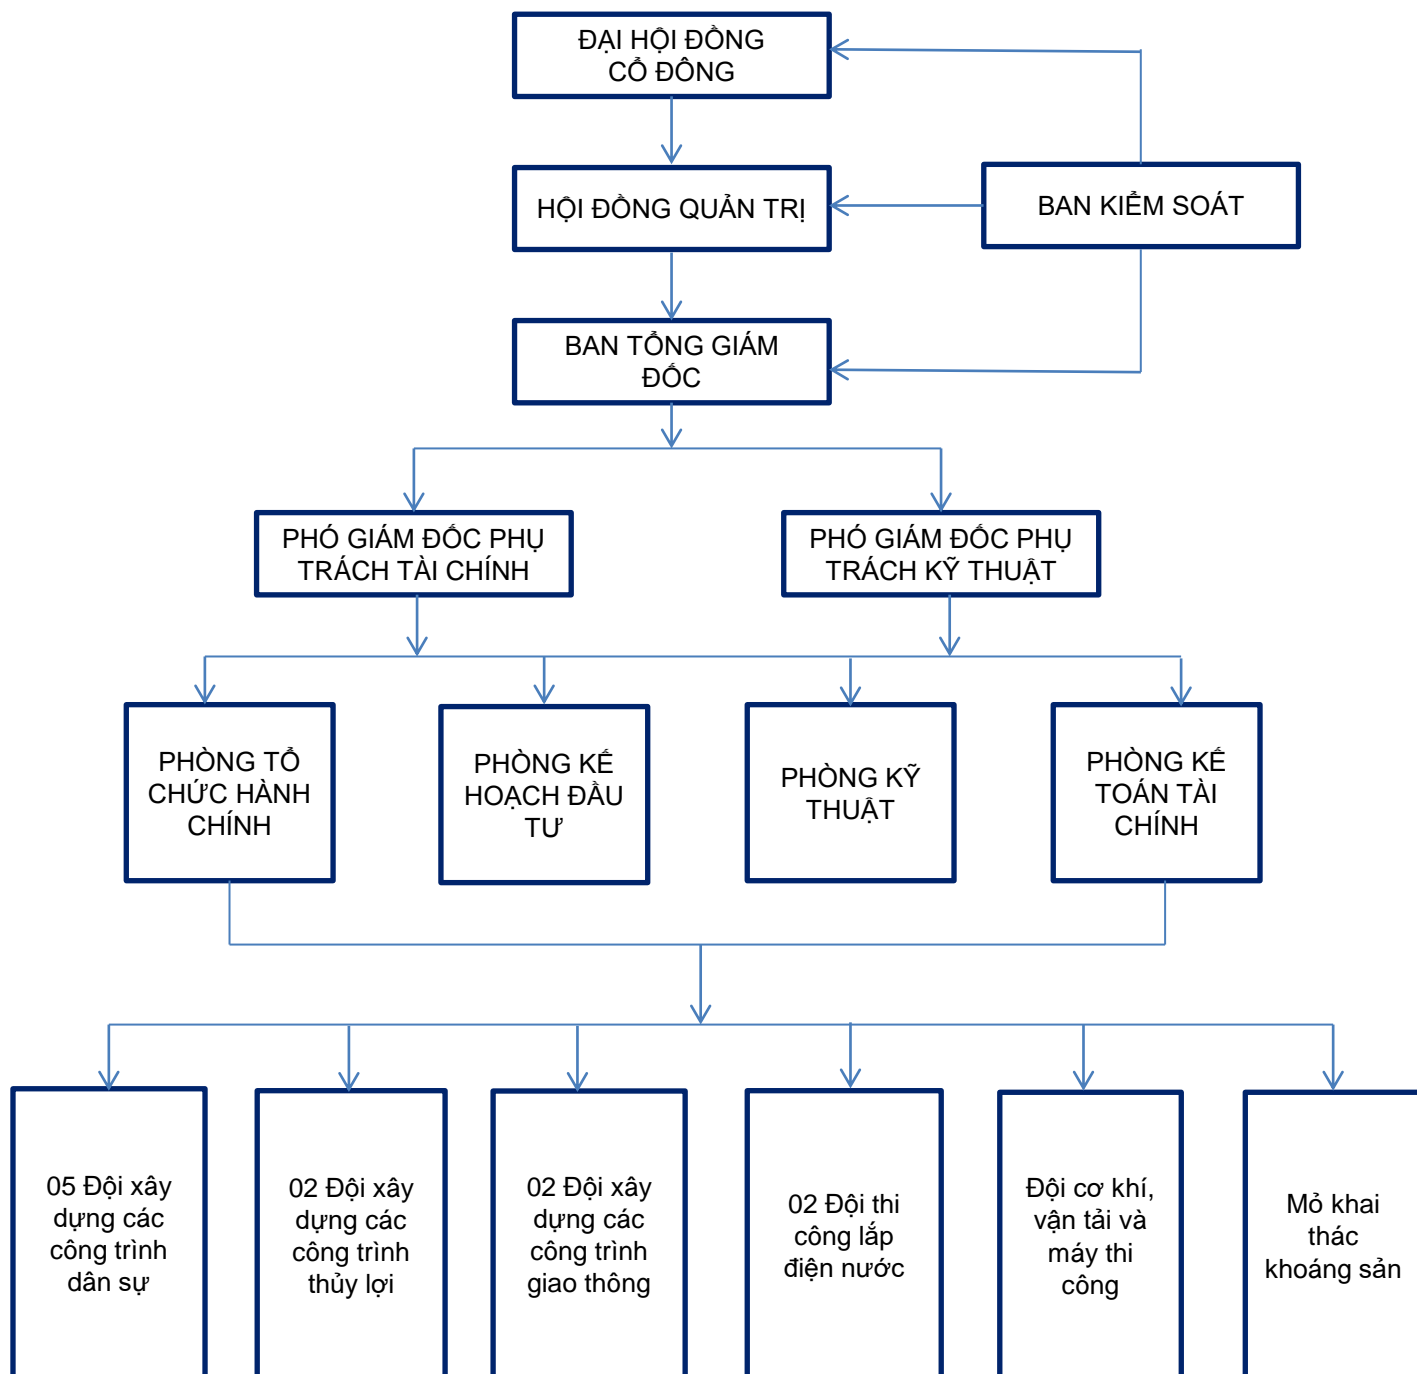 ĐẠI HỘI ĐỒNG
CỔ ĐÔNG
HỘI ĐỒNG QUẢN TRỊ
BAN KIỂM SOÁT
BAN TỔNG GIÁM
ĐỐC
PHÓ GIÁM ĐỐC PHỤ
TRÁCH TÀI CHÍNH
PHÓ GIÁM ĐỐC PHỤ
TRÁCH KỸ THUẬT
PHÒNG TỔ
CHỨC HÀNH
CHÍNH
PHÒNG KẾ
HOẠCH ĐẦU
TƯ
PHÒNG KỸ
THUẬT
PHÒNG KẾ
TOÁN TÀI
CHÍNH
05 Đội xây
dựng các
công trình
dân sự
02 Đội xây
dựng các
công trình
thủy lợi
02 Đội xây
dựng các
công trình
giao thông
02 Đội thi
công lắp
điện nước
Đội cơ khí,
vận tải và
máy thi
công
Mỏ khai
thác
khoáng sản